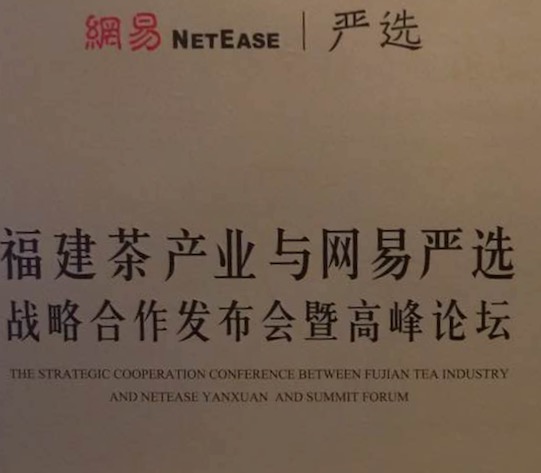 網易 NETEASE | 严选
福建茶产业与网易严选
战略合作发布会暨高峰论坛
THE STRATEGIC COOPERATION CONFERENCE BETWEEN FUJIAN TEA INDUSTRY
AND NETEASE YANXUAN AND SUMMIT FORUM